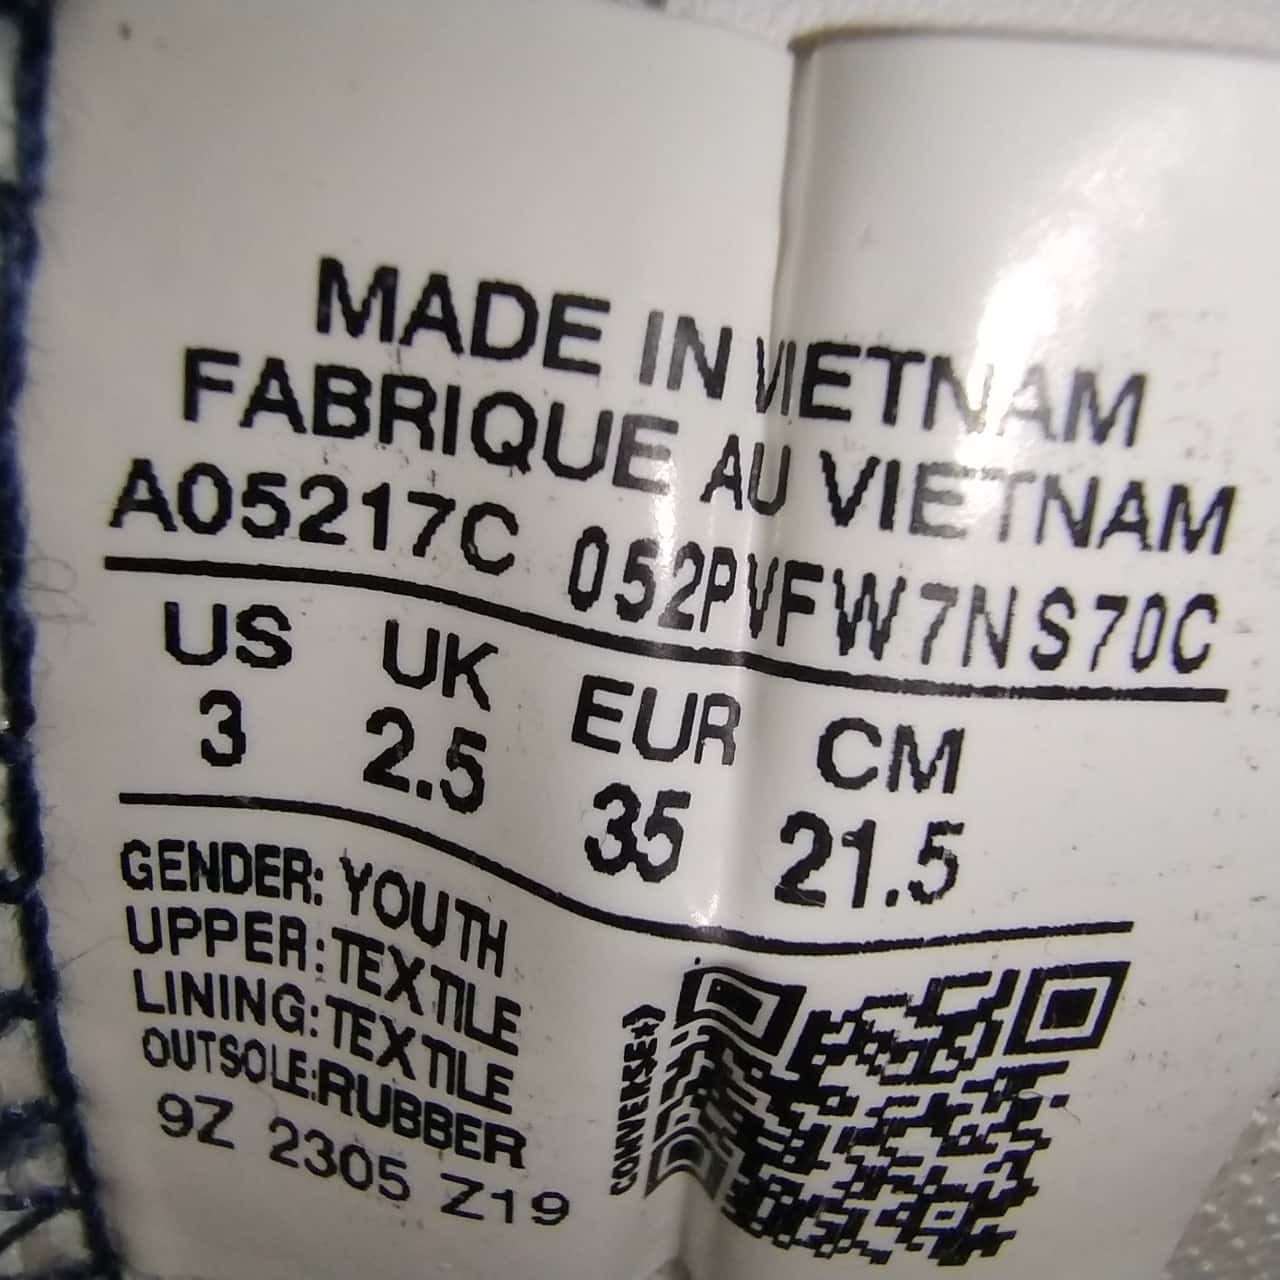 MADE IN VIETNAM
FABRIQUE AU VIETNAM
A05217C 052PVFW7NS70C
US UK EUR CM
3 2.5 35 21.5
GENDER: YOUTH
UPPER: TEXTILE
LINING: TEXTILE
OUTSOLE: RUBBER
9Z 2305 Z19
CONVERSE+>